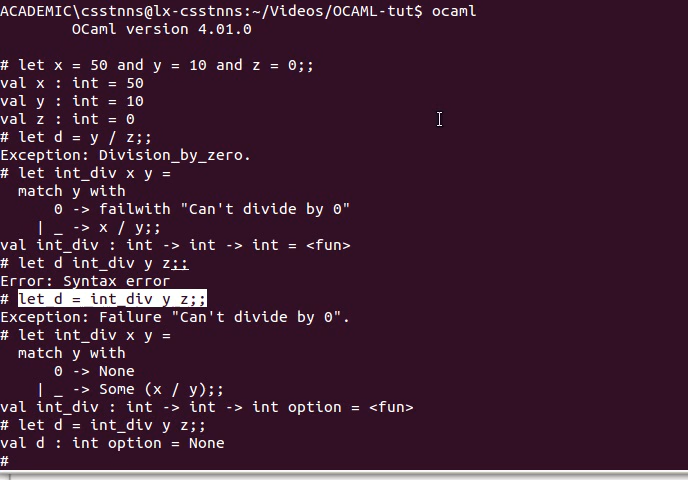 ACADEMIC\csstnns@lx-csstnns:~/Videos/OCAML-tut$ ocaml
        OCaml version 4.01.0
# let x = 50 and y = 10 and z = 0;;
val x : int = 50
val y : int = 10
val z : int = 0
# let d = y / z;;
Exception: Division_by_zero.
# let int_div x y =
  match y with
      0 -> failwith "Can't divide by 0"
    | _ -> x / y;;
val int_div : int -> int -> int = <fun>
# let d int_div y z;;
Error: Syntax error
# let d = int_div y z;;
Exception: Failure "Can't divide by 0".
# let int_div x y =
  match y with
      0 -> None
    | _ -> Some (x / y);;
val int_div : int -> int -> int option = <fun>
# let d = int_div y z;;
val d : int option = None
#